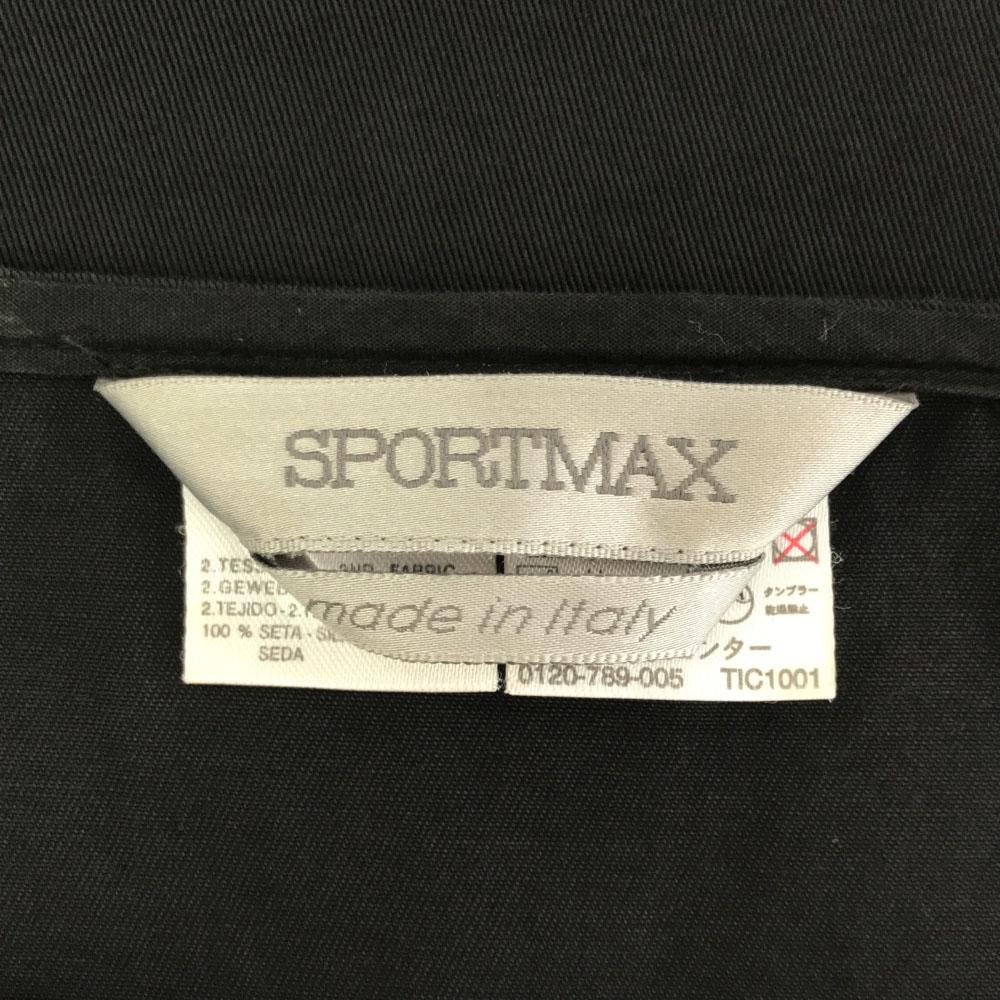 SPORTMAX
made in Italy
2.TESS
2ND FABRIC
2.GEWE
2.TEJIDO-2.
100 % SETA - SI
SEDA
タンブラー
乾燥禁止
ンター
0120-789-005 TIC1001